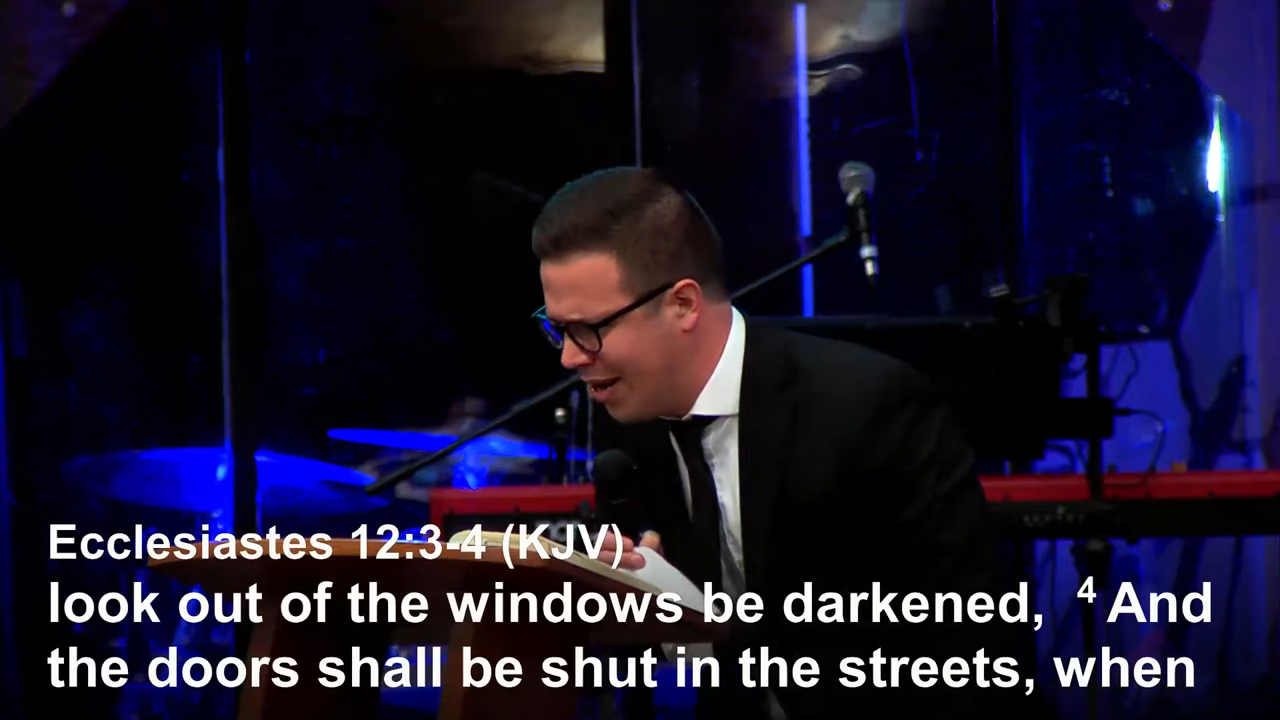 Ecclesiastes 12:3-4 (KJV)
look out of the windows be darkened, ⁴ And
the doors shall be shut in the streets, when